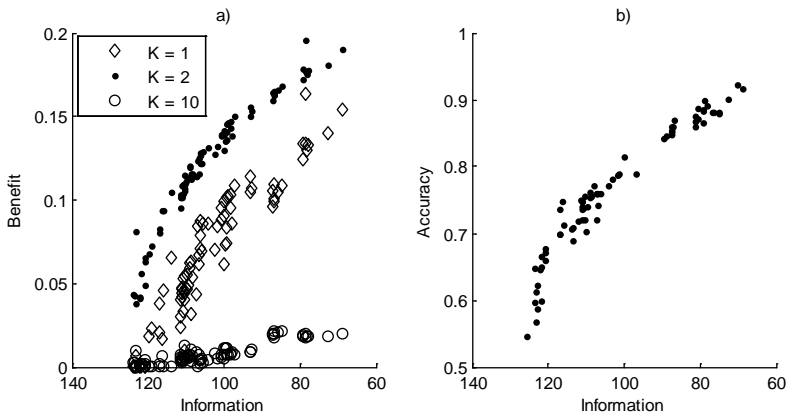 a)
0.2
0.15
0.1
0.05
0
Benefit
K = 1
K = 2
K = 10
140 120 100 80 60
Information
b)
1
0.9
0.8
0.7
0.6
0.5
Accuracy
140 120 100 80 60
Information